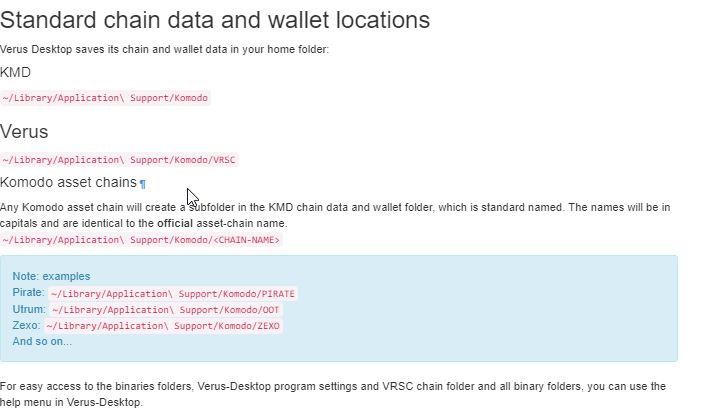 Standard chain data and wallet locations
Verus Desktop saves its chain and wallet data in your home folder:
KMD
~/Library/Application\ Support/Komodo
Verus
~/Library/Application\ Support/Komodo/VRSC
Komodo asset chains¶
Any Komodo asset chain will create a subfolder in the KMD chain data and wallet folder, which is standard named. The names will be in
capitals and are identical to the official asset-chain name.
~/Library/Application\ Support/Komodo/<CHAIN-NAME>
Note: examples
Pirate: ~/Library/Application\ Support/Komodo/PIRATE
Utrum: ~/Library/Application\ Support/Komodo/OOT
Zexo: ~/Library/Application\ Support/Komodo/ZEXO
And so on...
For easy access to the binaries folders, Verus-Desktop program settings and VRSC chain folder and all binary folders, you can use the
help menu in Verus-Desktop.